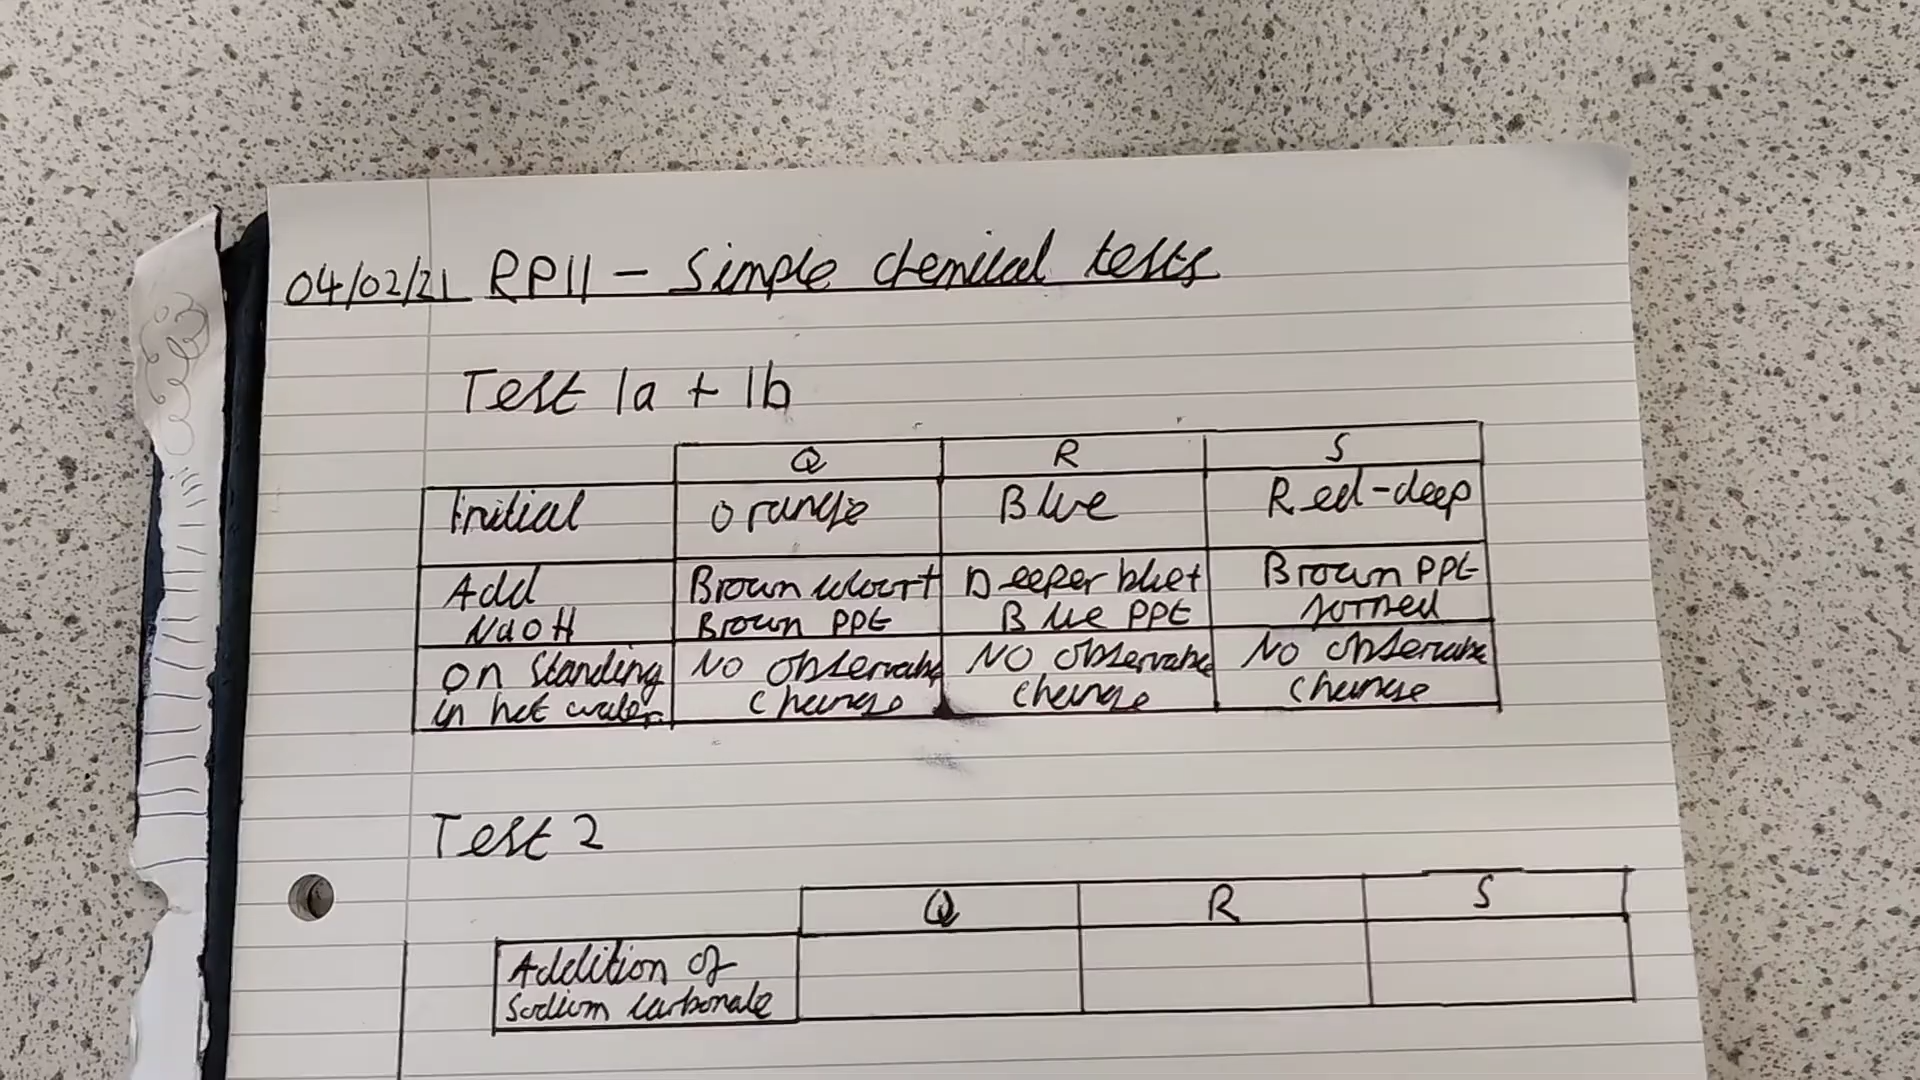 04/02/21 RP11 - Simple chemical tests
Test 1a + 1b
Q R S
Initial Orange Blue Red-deep
Add NaOH Brown colour + Brown PPt Deeper blue + Blue PPt Brown PPt formed
on standing in hot water No observable change No observable change No observable change
Test 2
Q R S
Addition of Sodium carbonate